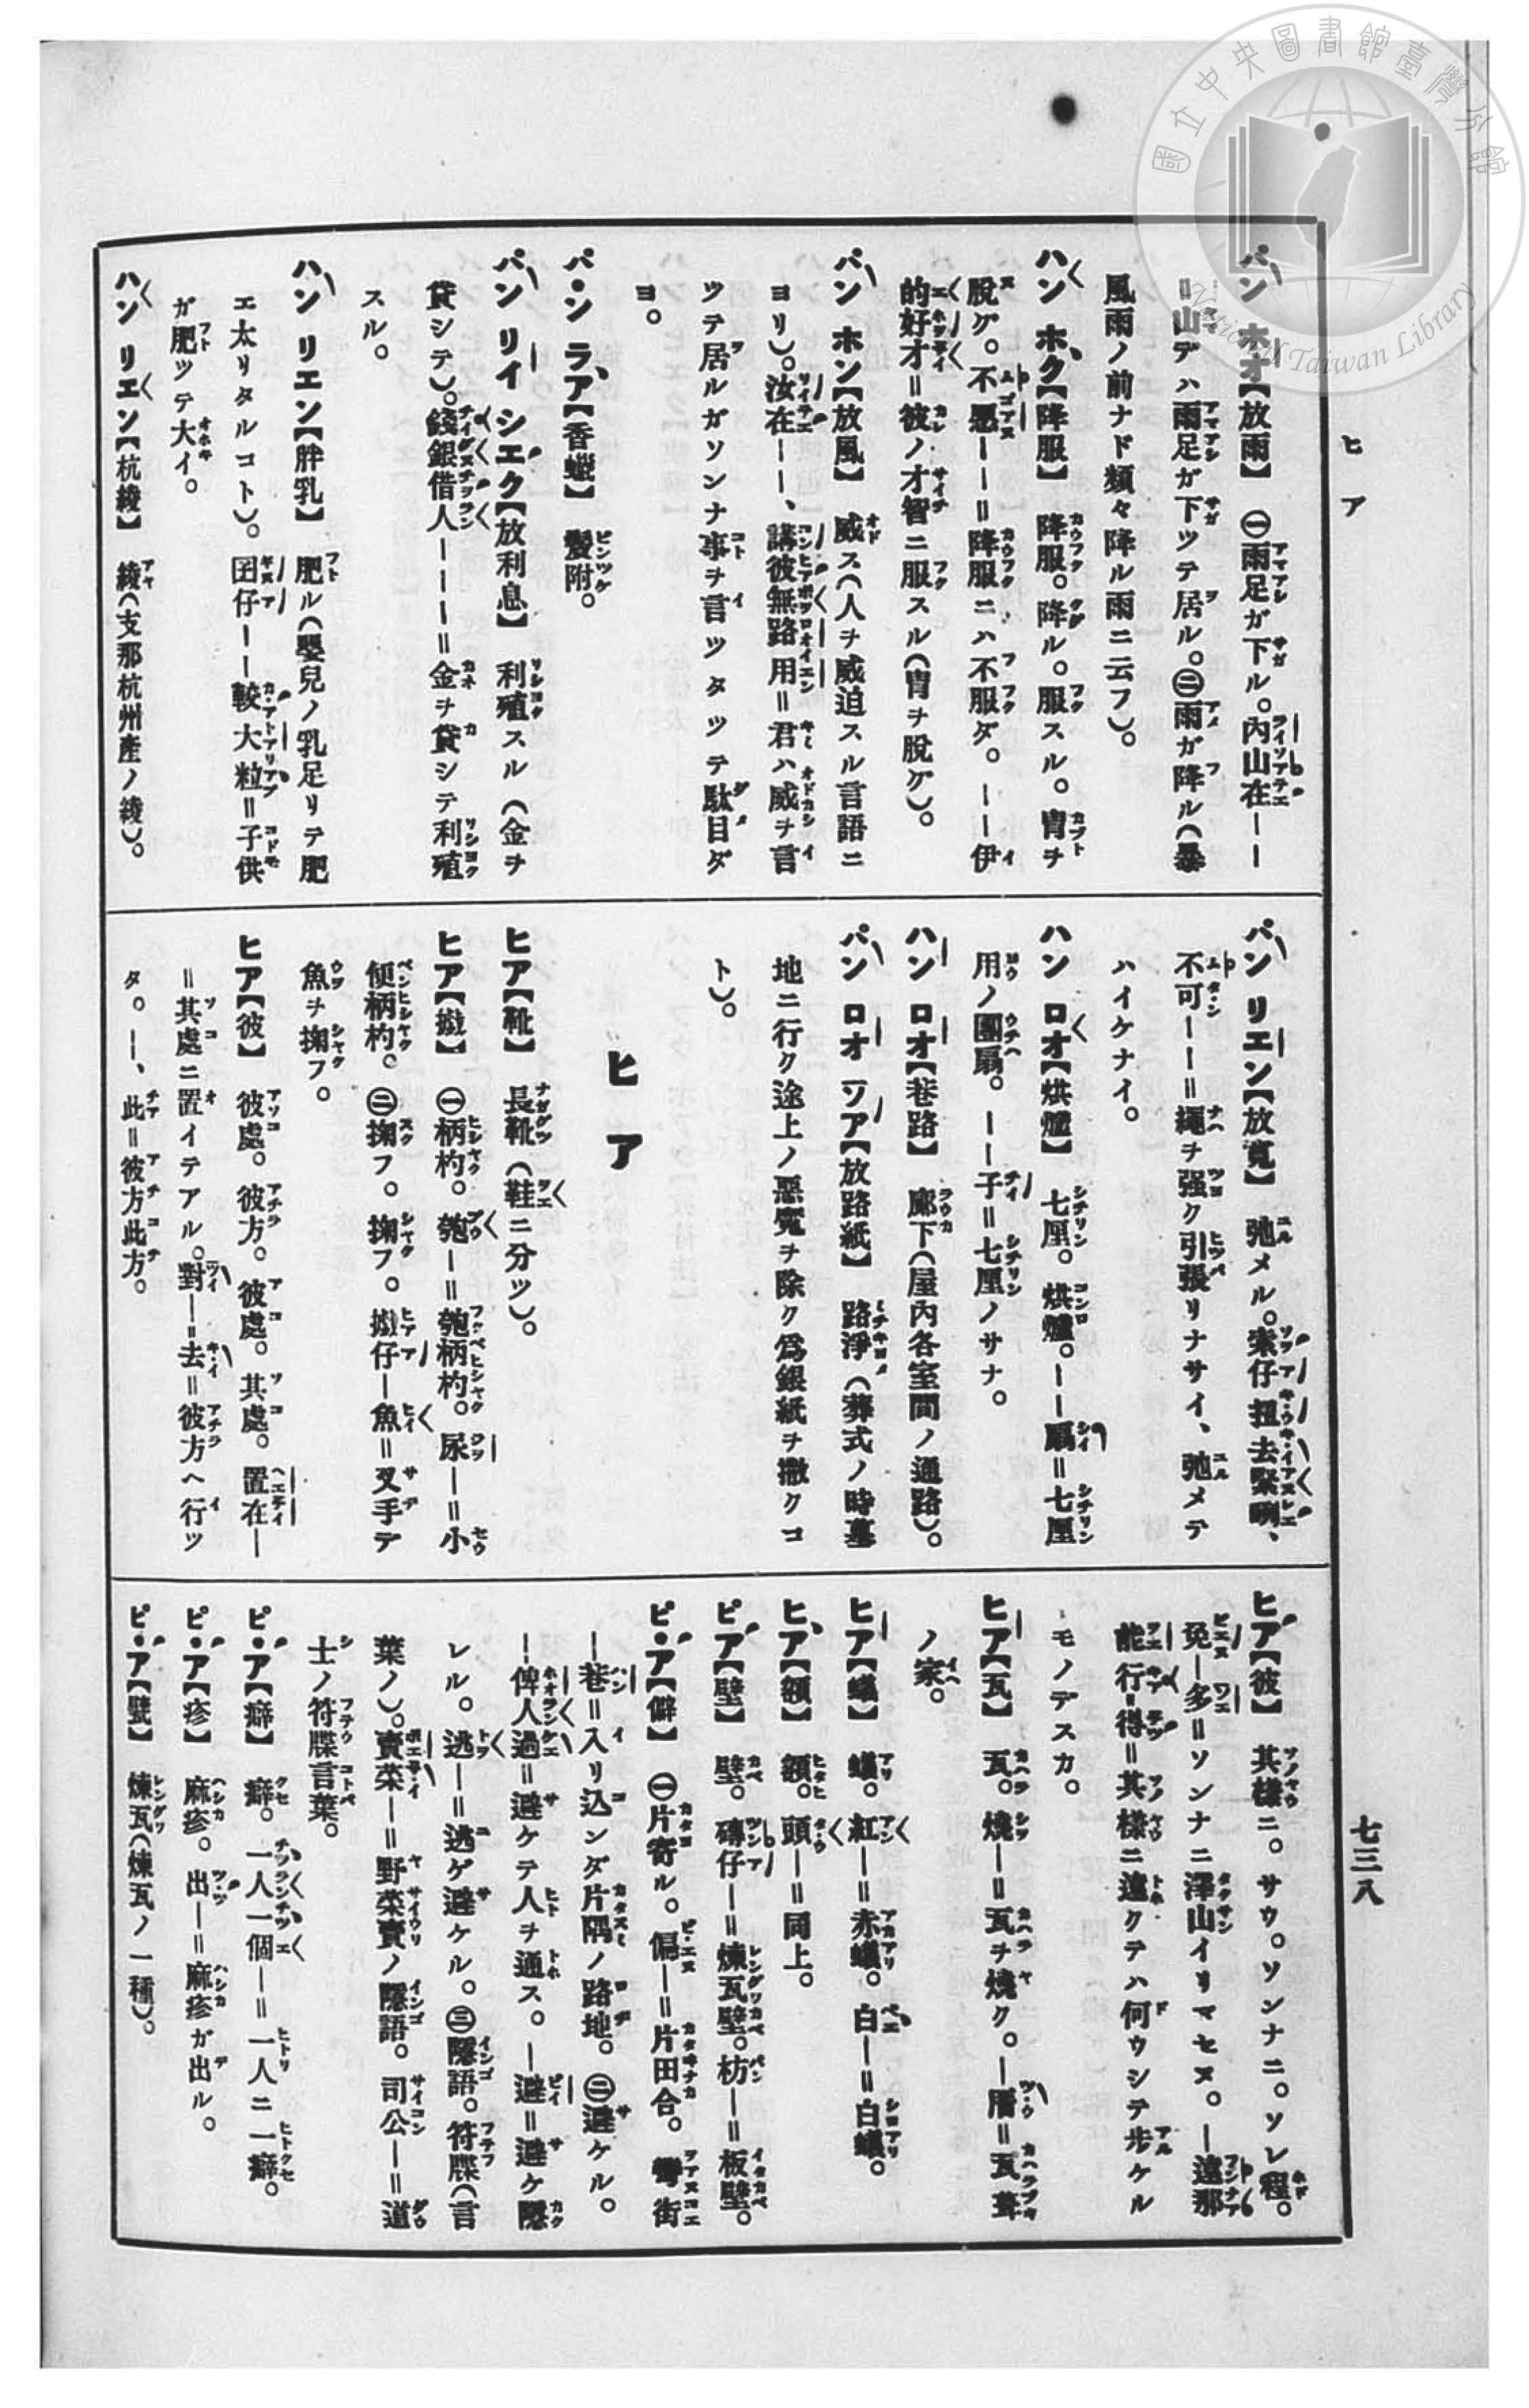 國立中央圖書館臺灣分館
National Taiwan Library
ヒア
七三八
パン ホオ【放雨】 ㊀雨足ガ下ル。內山在ーー
＝山デハ雨足ガ下ツテ居ル。㊁雨ガ降ル(暴
風雨ノ前ナド類々降ル雨ニ云フ)。
ハン ホク【降服】 降服。降ル。服スル。冑ヲ
脫グ。不愿ーー＝降服ニハ不服ダ。ーー伊
的好才＝彼ノ才智ニ服スル(冑ヲ脫グ)。
パン ホン【放風】 威ス(人ヲ威迫スル言語ニ
ヨリ)。汝在ーー、講彼無路用＝君ハ威ヲ言
ツテ居ルガソンナ事ヲ言ツタツテ駄目ダ
ヨ。
パ・ン ラア【香蠟】 鬢附。
パン リイ シエク【放利息】 利殖スル(金ヲ
貸シテ)。錢銀借人ーーーー＝金ヲ貸シテ利殖
スル。
ハン リエン【胖乳】 肥ル(嬰兒ノ乳足リテ肥
エ太リタルコト)。囝仔ーー較大粒＝子供
ガ肥ツテ大イ。
ハン リエン【杭綾】 綾(支那杭州產ノ綾)。
パン リエン【放寬】 弛メル。索仔扭去緊咧、
不可ーー＝繩ヲ强ク引張リナサイ、弛メテ
ハイケナイ。
ハン ロオ【烘爐】 七厘。烘爐。ーー扇＝七厘
用ノ團扇。ーー子＝七厘ノサナ。
ハン ロオ【巷路】 廊下(屋內各室間ノ通路)。
パン ロオ ツア【放路紙】 路淨(葬式ノ時墓
地ニ行ク途上ノ惡魔ヲ除ク爲銀紙ヲ撒クコ
ト)。
ヒア
ヒア【靴】 長靴(鞋ニ分ツ)。
ヒア【㪯】 ㊀柄杓。匏ー＝匏柄杓。尿ー＝小
便柄杓。㊁掬フ。掬フ。㪯仔ー魚＝叉手デ
魚ヲ掬フ。
ヒア【彼】 彼處。彼方。彼處。其處。置在ー
＝其處ニ置イテアル。對ー去＝彼方ヘ行ツ
タ。ー、此＝彼方此方。
ヒア【彼】 其樣ニ。サウ。ソンナニ。ソレ程。
免ー多＝ソンナニ澤山イリマセヌ。ー遠那
能行得＝其樣ニ遠クテハ何ウシテ步ケル
モノデスカ。
ヒア【瓦】 瓦。燒ー＝瓦ヲ燒ク。ー厝＝瓦葺
ノ家。
ヒア【蟻】 蟻。紅ー＝赤蟻。白ー＝白蟻。
ヒア【額】 額。頭ー＝同上。
ピア【壁】 壁。磚仔ー＝煉瓦壁。枋ー＝板壁。
ピ・ア【僻】 ㊀片寄ル。偏ー＝片田舍。彎街
ー巷＝入リ込ンダ片隅ノ路地。㊁避ケル。
ー俾人過＝避ケテ人ヲ通ス。ー避＝避ケ隱
レル。逃ー＝逃ゲ避ケル。㊂隱語。符牒(言
葉ノ)。賣菜ー＝野菜賣ノ隱語。司公ー＝道
士ノ符牒言葉。
ピ・ア【癖】 癖。一人一個ー＝一人ニ一癖。
ピ・ア【疹】 麻疹。出ー＝麻疹ガ出ル。
ピ・ア【甓】 煉瓦(煉瓦ノ一種)。